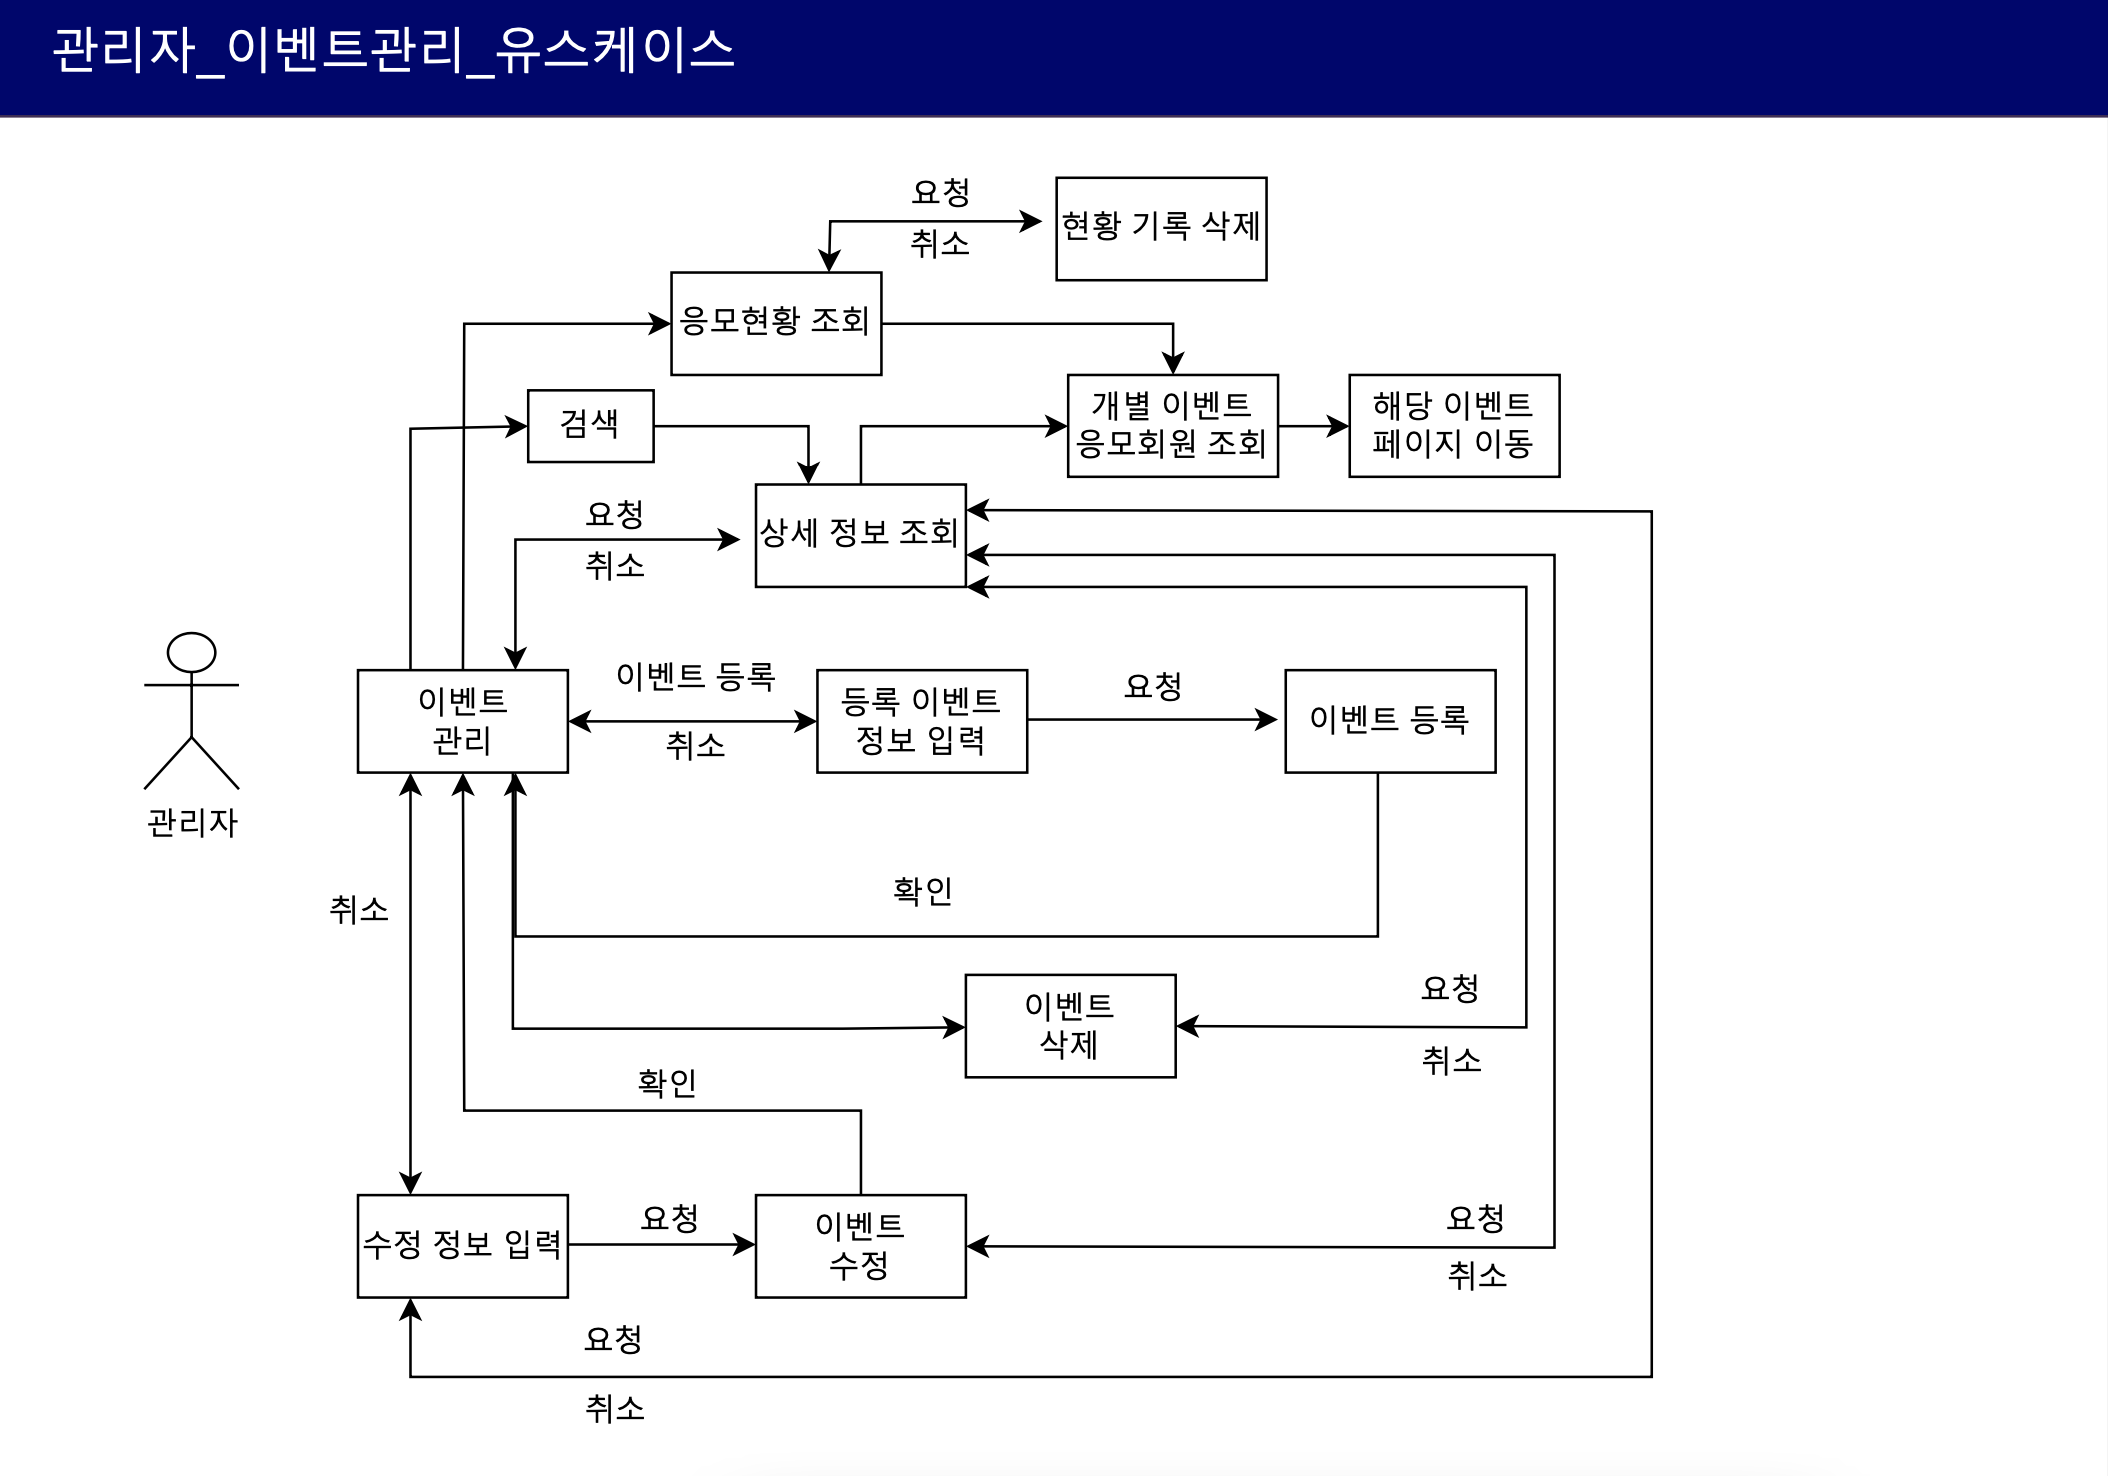 관리자_이벤트관리_유스케이스
요청
취소
현황 기록 삭제
응모현황 조회
검색
개별 이벤트
응모회원 조회
해당 이벤트
페이지 이동
요청
취소
상세 정보 조회
관리자
이벤트
관리
이벤트 등록
취소
등록 이벤트
정보 입력
요청
이벤트 등록
취소
확인
이벤트
삭제
요청
취소
확인
수정 정보 입력
요청
이벤트
수정
요청
취소
요청
취소